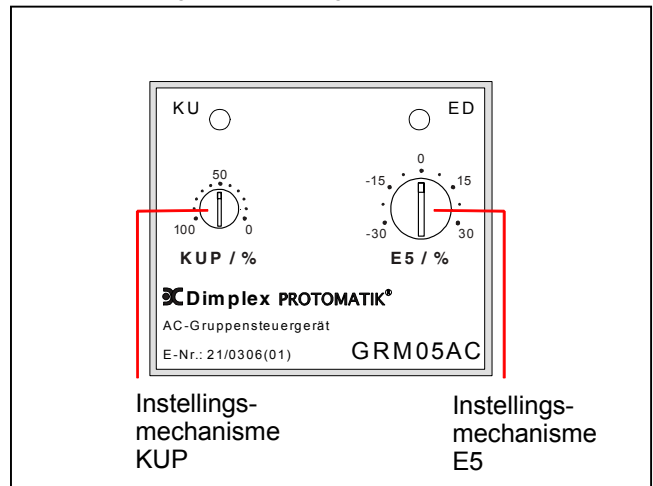 KU ED
50
100 0
KUP / %
0
-15 15
-30 30
E5 / %
Dimplex PROTOMATIK®
AC-Gruppensteuergerät
E-Nr.: 21/0306(01) GRM05AC
Instellings-
mechanisme
KUP
Instellings-
mechanisme
E5